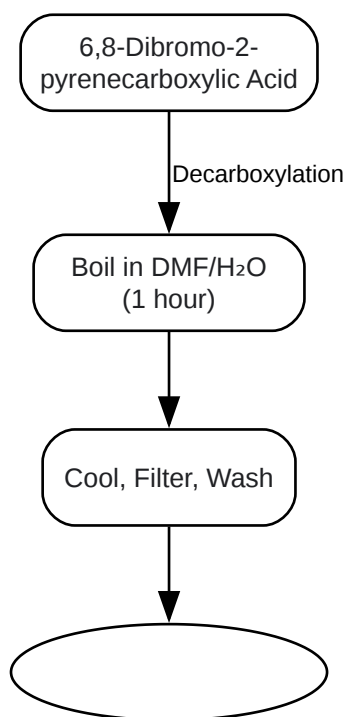 6,8-Dibromo-2-
pyrenecarboxylic Acid
Decarboxylation
Boil in DMF/H₂O
(1 hour)
Cool, Filter, Wash